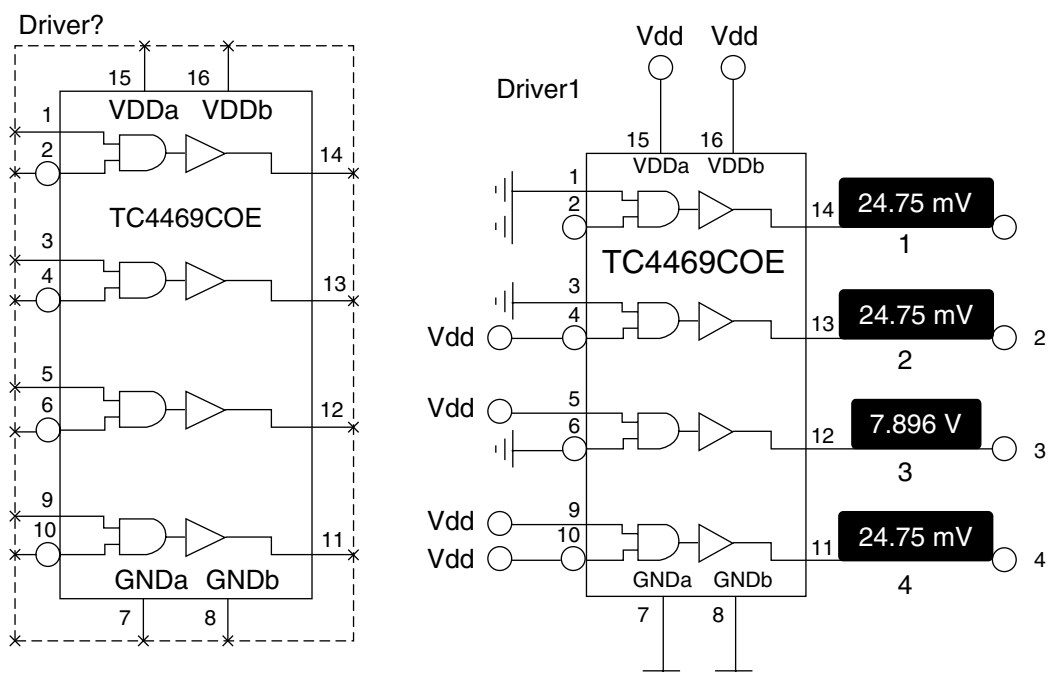 Driver?
15 16
VDDa VDDb
1
2
14
TC4469COE
3
4
13
5
6
12
9
10
11
GNDa GNDb
7 8
Vdd Vdd
Driver1
15 16
VDDa VDDb
1
2
14 24.75 mV
1
TC4469COE
3
4
Vdd
13 24.75 mV
2
2
Vdd
5
6
12 7.896 V
3
3
Vdd
9
10
Vdd
11 24.75 mV
4
4
GNDa GNDb
7 8